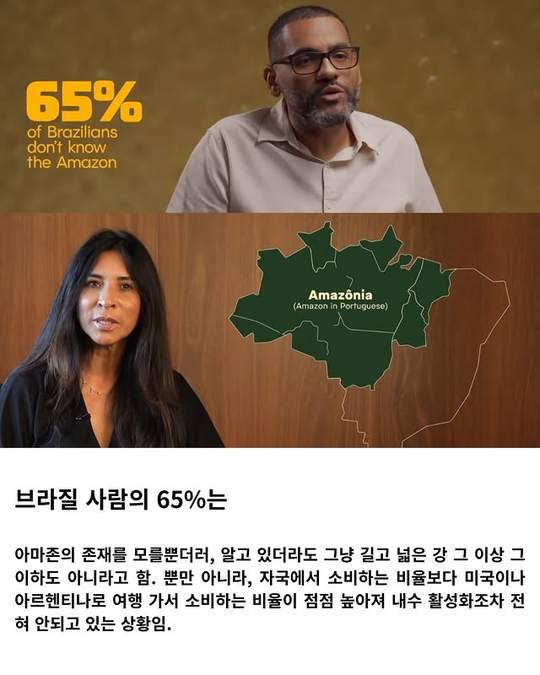 65%
of Brazilians
don't know
the Amazon
Amazônia
(Amazon in Portuguese)
브라질 사람의 65%는
아마존의 존재를 모를뿐더러, 알고 있더라도 그냥 길고 넓은 강 그 이상 그
이하도 아니라고 함. 뿐만 아니라, 자국에서 소비하는 비율보다 미국이나
아르헨티나로 여행 가서 소비하는 비율이 점점 높아져 내수 활성화조차 전
혀 안되고 있는 상황임.